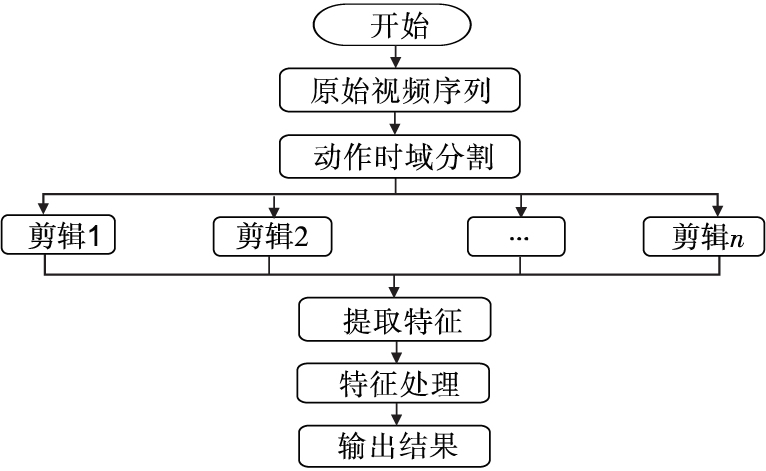 开始
原始视频序列
动作时域分割
剪辑1
剪辑2
···
剪辑n
提取特征
特征处理
输出结果